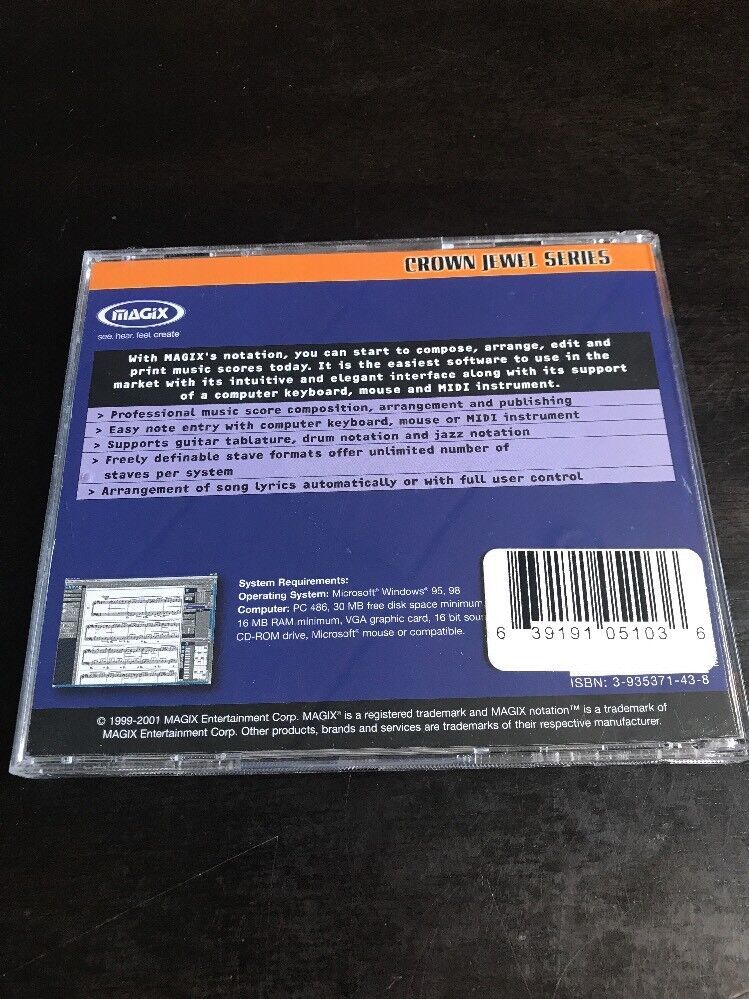 CROWN JEWEL SERIES
MAGIX
see. hear. feel. create
With MAGIX's notation, you can start to compose, arrange, edit and
print music scores today. It is the easiest software to use in the
market with its intuitive and elegant interface along with its support
of a computer keyboard, mouse and MIDI instrument.
> Professional music score composition, arrangement and publishing
> Easy note entry with computer keyboard, mouse or MIDI instrument
> Supports guitar tablature, drum notation and jazz notation
> Freely definable stave formats offer unlimited number of
staves per system
> Arrangement of song lyrics automatically or with full user control
System Requirements:
Operating System: Microsoft® Windows® 95, 98
Computer: PC 486, 30 MB free disk space minimum
16 MB RAM minimum, VGA graphic card, 16 bit
CD-ROM drive, Microsoft® mouse or compatible.
6 39191 05103 6
ISBN: 3-935371-43-8
© 1999-2001 MAGIX Entertainment Corp. MAGIX® is a registered trademark and MAGIX notation™ is a trademark of
MAGIX Entertainment Corp. Other products, brands and services are trademarks of their respective manufacturer.